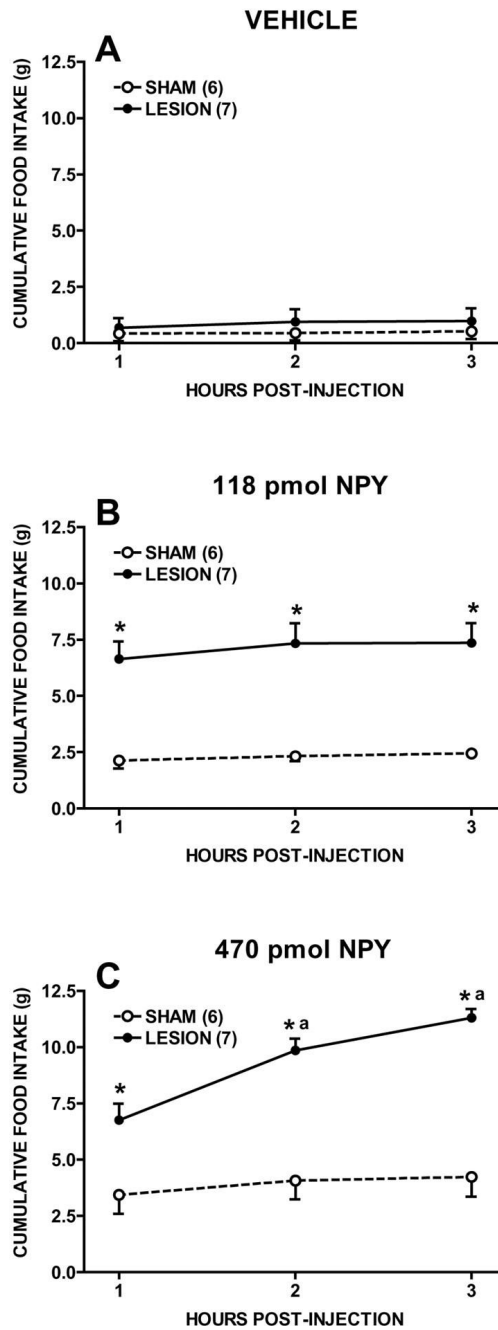 VEHICLE
A
CUMULATIVE FOOD INTAKE (g)
12.5
10.0
7.5
5.0
2.5
0.0
SHAM (6)
LESION (7)
1 2 3
HOURS POST-INJECTION
118 pmol NPY
B
CUMULATIVE FOOD INTAKE (g)
12.5
10.0
7.5
5.0
2.5
0.0
SHAM (6)
LESION (7)
* * *
1 2 3
HOURS POST-INJECTION
470 pmol NPY
C
CUMULATIVE FOOD INTAKE (g)
12.5
10.0
7.5
5.0
2.5
0.0
SHAM (6)
LESION (7)
* *a *a
1 2 3
HOURS POST-INJECTION